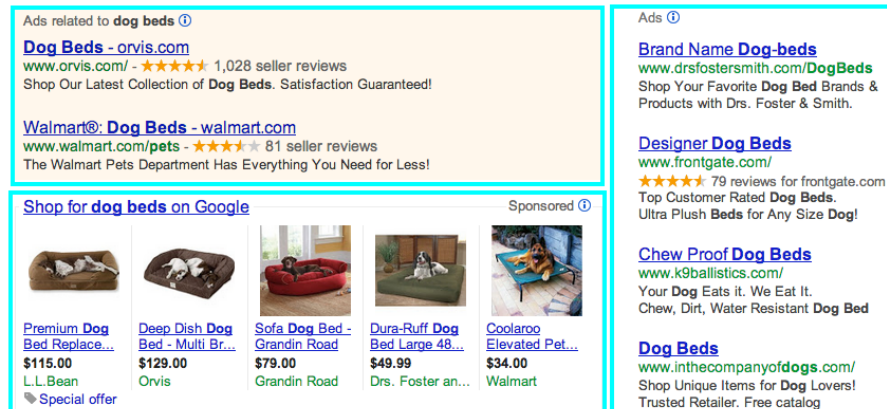 Ads related to dog beds
Dog Beds - orvis.com
www.orvis.com/ - 1,028 seller reviews
Shop Our Latest Collection of Dog Beds. Satisfaction Guaranteed!
Walmart®: Dog Beds - walmart.com
www.walmart.com/pets - 81 seller reviews
The Walmart Pets Department Has Everything You Need for Less!
Shop for dog beds on Google
Sponsored
Premium Dog
Bed Replace...
$115.00
L.L.Bean
Special offer
Deep Dish Dog
Bed - Multi Br...
$129.00
Orvis
Sofa Dog Bed -
Grandin Road
$79.00
Grandin Road
Dura-Ruff Dog
Bed Large 48...
$49.99
Drs. Foster an...
Coolaroo
Elevated Pet...
$34.00
Walmart
Ads
Brand Name Dog-beds
www.drsfostersmith.com/DogBeds
Shop Your Favorite Dog Bed Brands &
Products with Drs. Foster & Smith.
Designer Dog Beds
www.frontgate.com/
79 reviews for frontgate.com
Top Customer Rated Dog Beds.
Ultra Plush Beds for Any Size Dog!
Chew Proof Dog Beds
www.k9ballistics.com/
Your Dog Eats it. We Eat It.
Chew, Dirt, Water Resistant Dog Bed
Dog Beds
www.inthecompanyofdogs.com/
Shop Unique Items for Dog Lovers!
Trusted Retailer. Free catalog